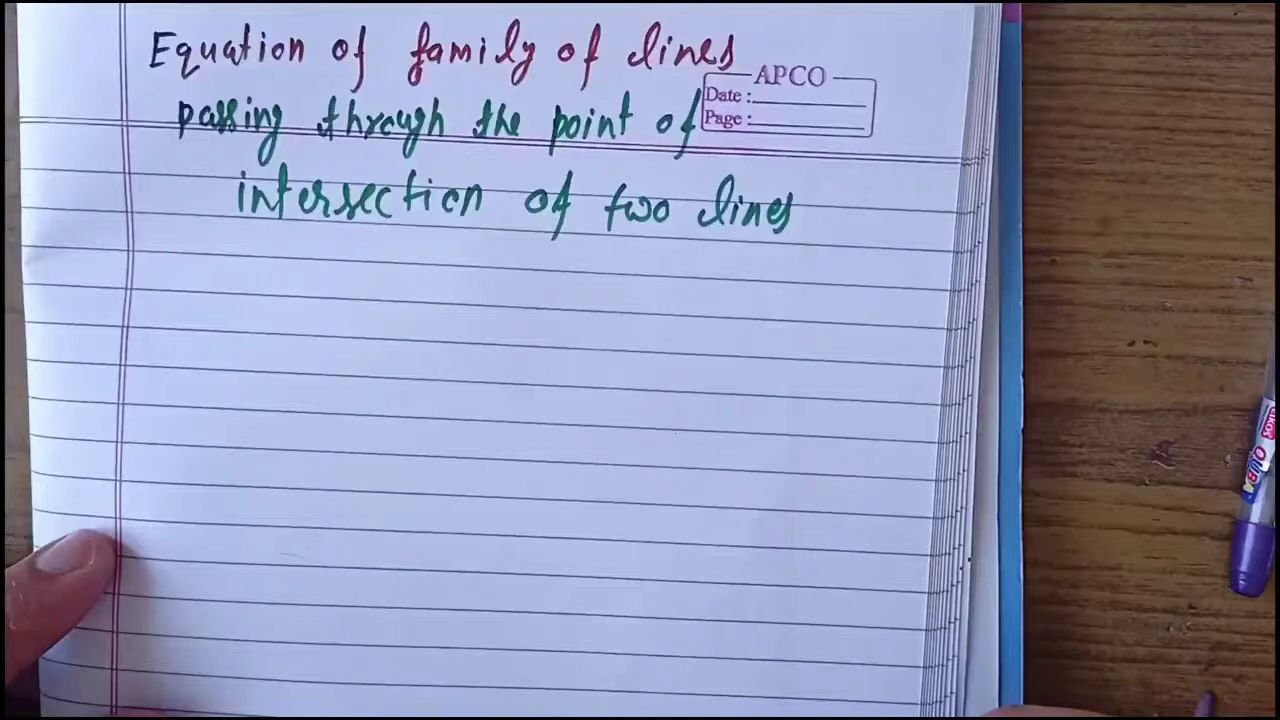 Equation of family of lines
APCO
Date :
passing through the point of
Page :
intersection of two lines